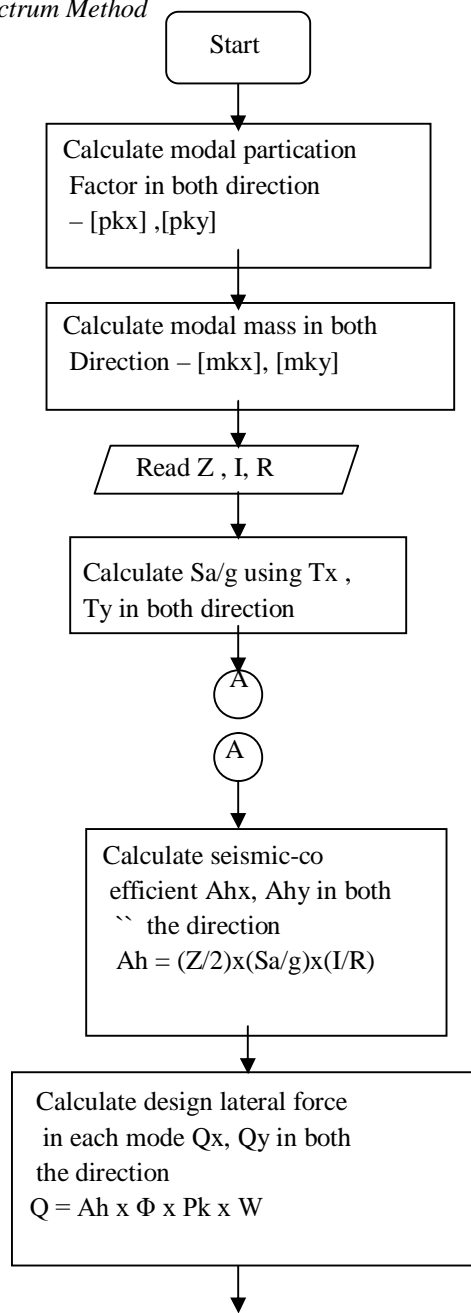 ctrum Method
Start
Calculate modal partication
Factor in both direction
– [pkx] ,[pky]
Calculate modal mass in both
Direction – [mkx], [mky]
Read Z , I, R
Calculate Sa/g using Tx ,
Ty in both direction
A
A
Calculate seismic-co
efficient Ahx, Ahy in both
`` the direction
Ah = (Z/2)x(Sa/g)x(I/R)
Calculate design lateral force
in each mode Qx, Qy in both
the direction
Q = Ah x Φ x Pk x W